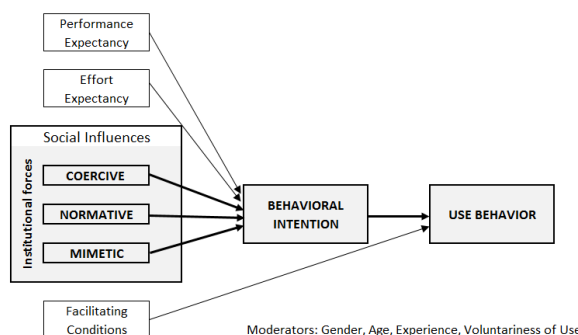 Performance
Expectancy
Effort
Expectancy
Social Influences
Institutional forces
COERCIVE
NORMATIVE
MIMETIC
BEHAVIORAL
INTENTION
USE BEHAVIOR
Facilitating
Conditions
Moderators: Gender, Age, Experience, Voluntariness of Use